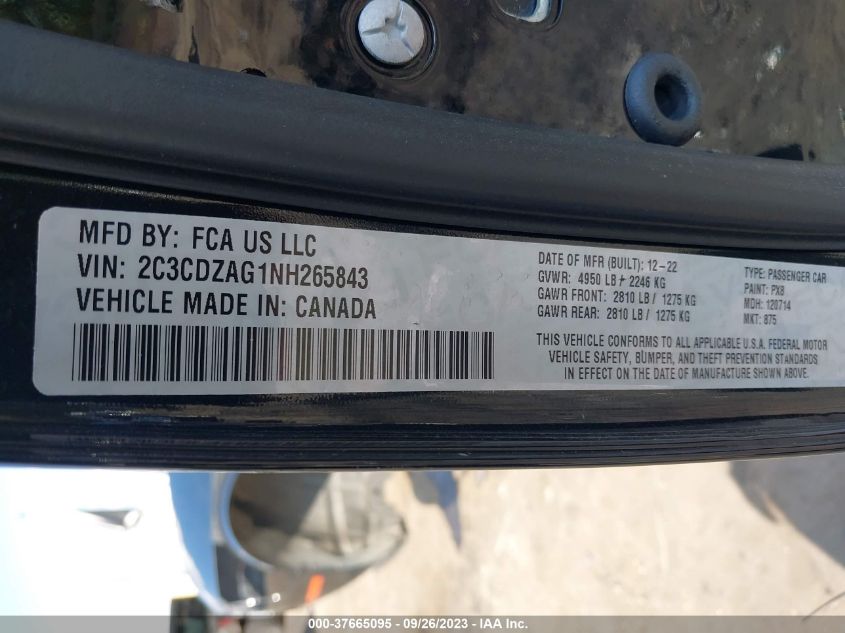 MFD BY: FCA US LLC
VIN: 2C3CDZAG1NH265843
VEHICLE MADE IN: CANADA
DATE OF MFR (BUILT): 12-22
GVWR: 4950 LB / 2246 KG
GAWR FRONT: 2810 LB / 1275 KG
GAWR REAR: 2810 LB / 1275 KG
TYPE: PASSENGER CAR
PAINT: PX8
MDH: 120714
MKT: 875
THIS VEHICLE CONFORMS TO ALL APPLICABLE U.S.A. FEDERAL MOTOR
VEHICLE SAFETY, BUMPER, AND THEFT PREVENTION STANDARDS
IN EFFECT ON THE DATE OF MANUFACTURE SHOWN ABOVE.
000-37665095 - 09/26/2023 - IAA Inc.